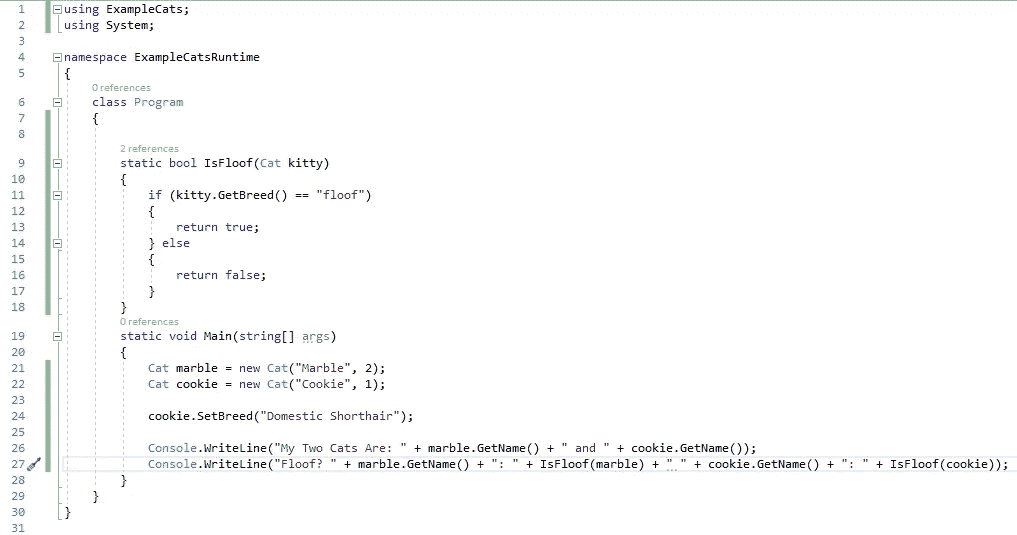 1 using ExampleCats;
2 using System;
3
4 namespace ExampleCatsRuntime
5 {
0 references
6 class Program
7 {
8
2 references
9 static bool IsFloof(Cat kitty)
10 {
11 if (kitty.GetBreed() == "floof")
12 {
13 return true;
14 } else
15 {
16 return false;
17 }
18 }
0 references
19 static void Main(string[] args)
20 {
21 Cat marble = new Cat("Marble", 2);
22 Cat cookie = new Cat("Cookie", 1);
23
24 cookie.SetBreed("Domestic Shorthair");
25
26 Console.WriteLine("My Two Cats Are: " + marble.GetName() + " and " + cookie.GetName());
27 Console.WriteLine("Floof? " + marble.GetName() + ": " + IsFloof(marble) + " " + cookie.GetName() + ": " + IsFloof(cookie));
28 }
29 }
30 }
31